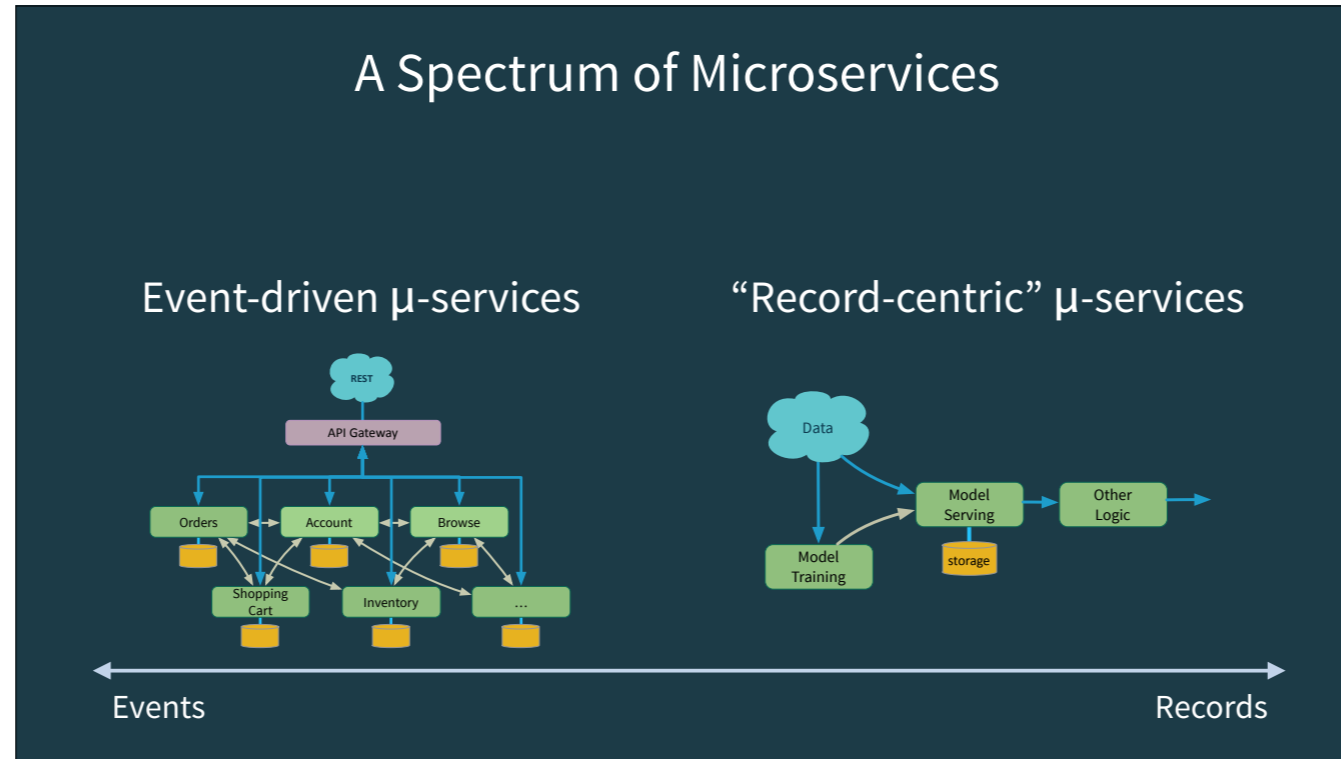 A Spectrum of Microservices
Event-driven μ-services
“Record-centric” μ-services
REST
API Gateway
Orders
Account
Browse
Shopping
Cart
Inventory
...
Data
Model
Serving
Other
Logic
Model
Training
storage
Events
Records